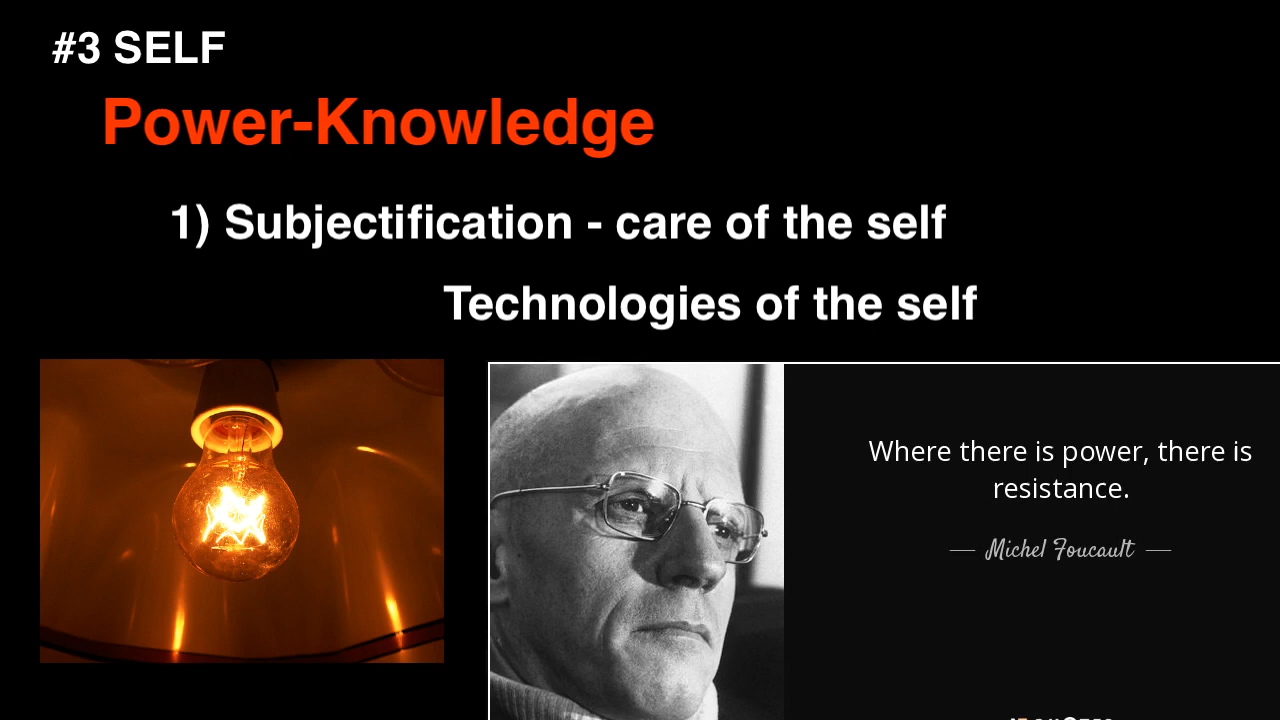 #3 SELF
Power-Knowledge
1) Subjectification - care of the self
Technologies of the self
Where there is power, there is
resistance.
— Michel Foucault —